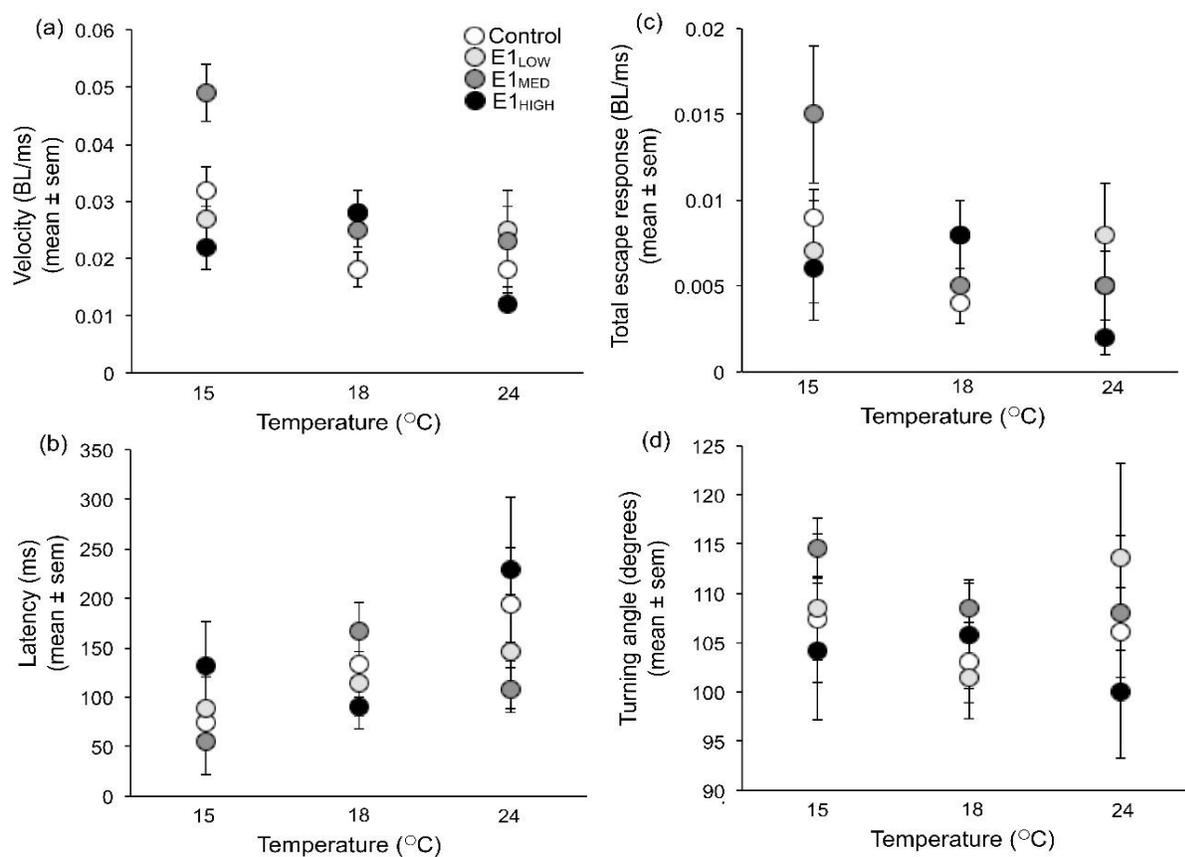 (a)
Velocity (BL/ms)
(mean ± sem)
0.06
0.05
0.04
0.03
0.02
0.01
0
Control
E1LOW
E1MED
E1HIGH
15 18 24
Temperature (°C)
(c)
Total escape response (BL/ms)
(mean ± sem)
0.02
0.015
0.01
0.005
0
15 18 24
Temperature (°C)
(b)
Latency (ms)
(mean ± sem)
350
300
250
200
150
100
50
0
15 18 24
Temperature (°C)
(d)
Turning angle (degrees)
(mean ± sem)
125
120
115
110
105
100
95
90
15 18 24
Temperature (°C)